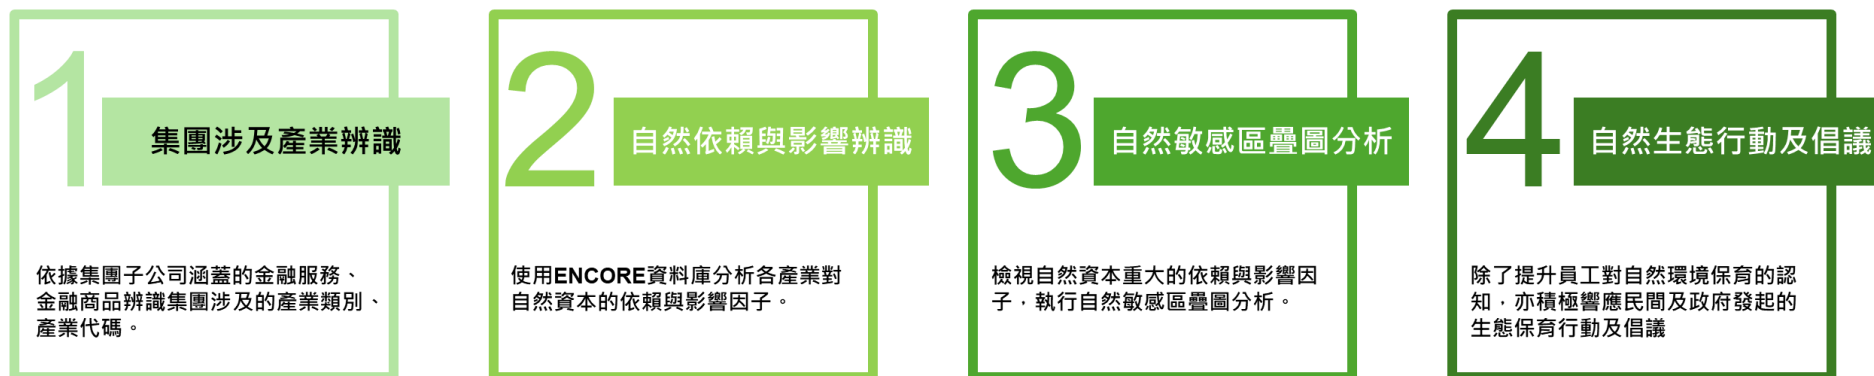 1
集團涉及產業辨識
依據集團子公司涵蓋的金融服務、
金融商品辨識集團涉及的產業類別、
產業代碼。
2
自然依賴與影響辨識
使用ENCORE資料庫分析各產業對
自然資本的依賴與影響因子。
3
自然敏感區疊圖分析
檢視自然資本重大的依賴與影響因
子，執行自然敏感區疊圖分析。
4
自然生態行動及倡議
除了提升員工對自然環境保育的認
知，亦積極響應民間及政府發起的
生態保育行動及倡議